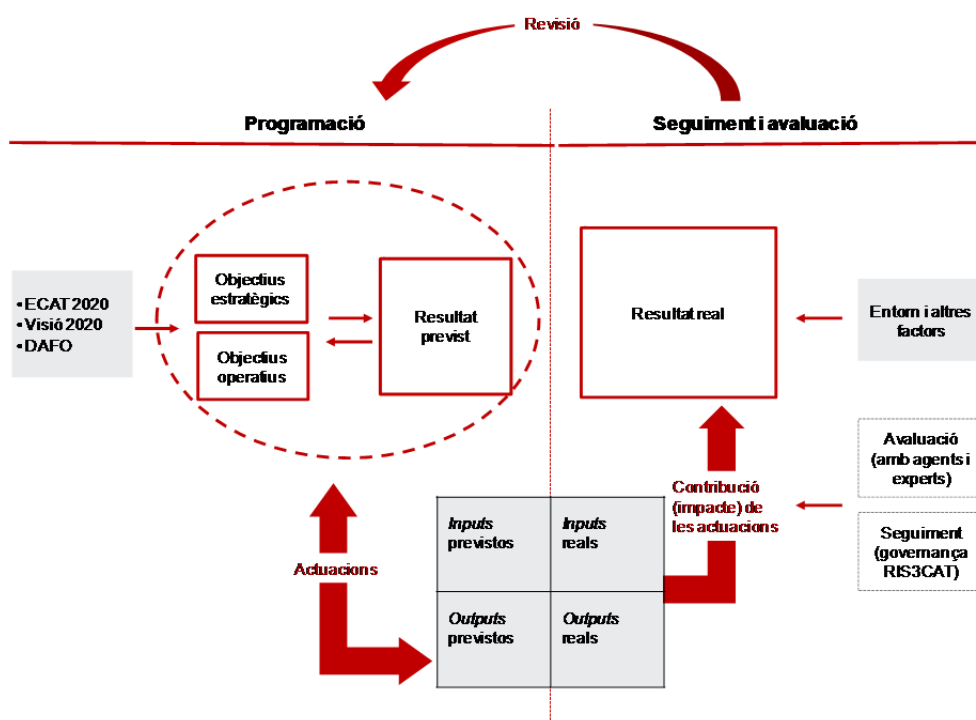 Revisió
Programació
Seguiment i avaluació
• ECAT 2020
• Visió 2020
• DAFO
Objectius
estratègics
Objectius
operatius
Resultat
previst
Resultat real
Entorn i altres
factors
Avaluació
(amb agents i
experts)
Seguiment
(governança
RIS3CAT)
Contribució
(impacte) de
les actuacions
Actuacions
Inputs
previstos
Inputs
reals
Outputs
previstos
Outputs
reals